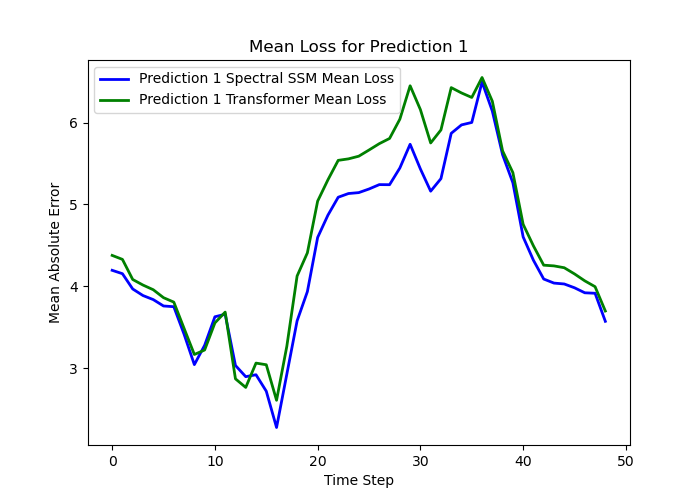 Mean Loss for Prediction 1
Prediction 1 Spectral SSM Mean Loss
Prediction 1 Transformer Mean Loss
Mean Absolute Error
6
5
4
3
0 10 20 30 40 50
Time Step